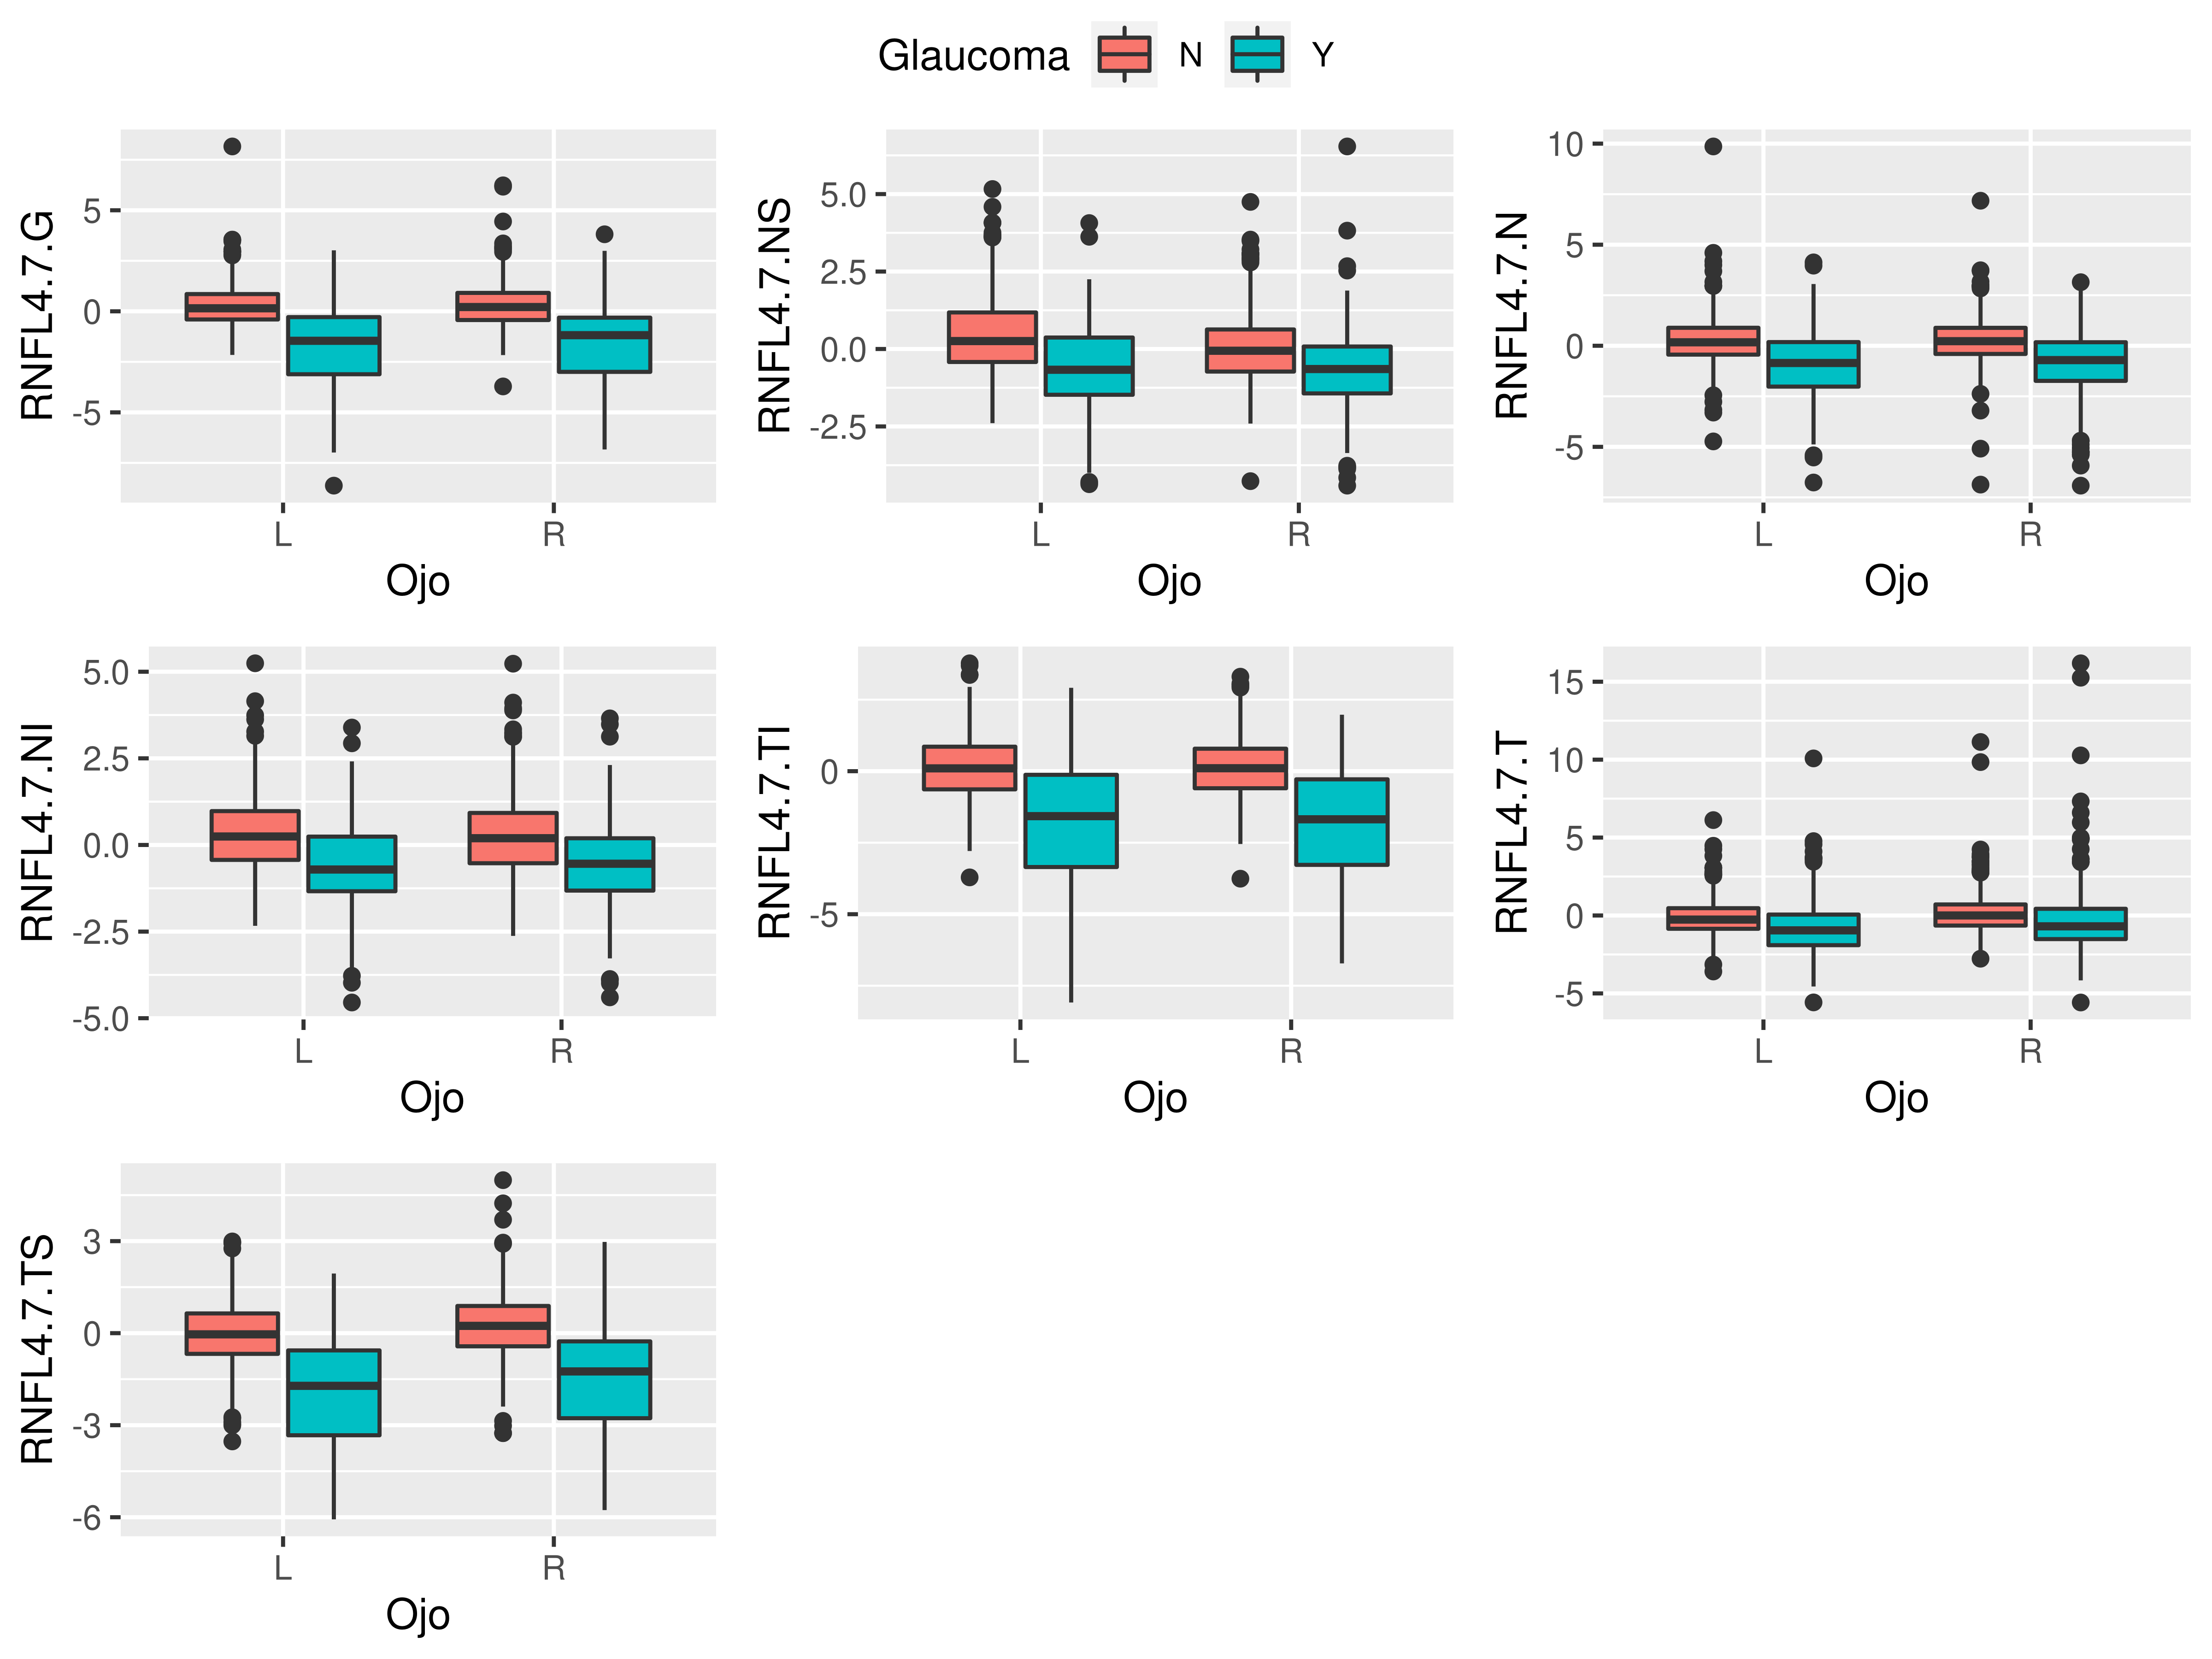 Glaucoma N Y
RNFL4.7.G
5
0
-5
L R
Ojo
RNFL4.7.NS
5.0
2.5
0.0
-2.5
L R
Ojo
RNFL4.7.N
10
5
0
-5
L R
Ojo
RNFL4.7.NI
5.0
2.5
0.0
-2.5
-5.0
L R
Ojo
RNFL4.7.TI
0
-5
L R
Ojo
RNFL4.7.T
15
10
5
0
-5
L R
Ojo
RNFL4.7.TS
3
0
-3
-6
L R
Ojo